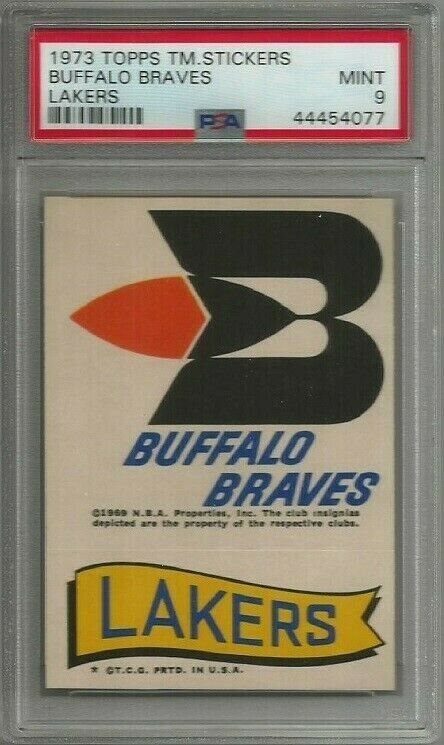 1973 TOPPS TM.STICKERS
BUFFALO BRAVES MINT
LAKERS 9
PSA 44454077
BUFFALO
BRAVES
©1969 N.B.A. Properties, Inc. The club insignias
depicted are the property of the respective clubs.
LAKERS
* ©T.C.G. PRTD. IN U.S.A.